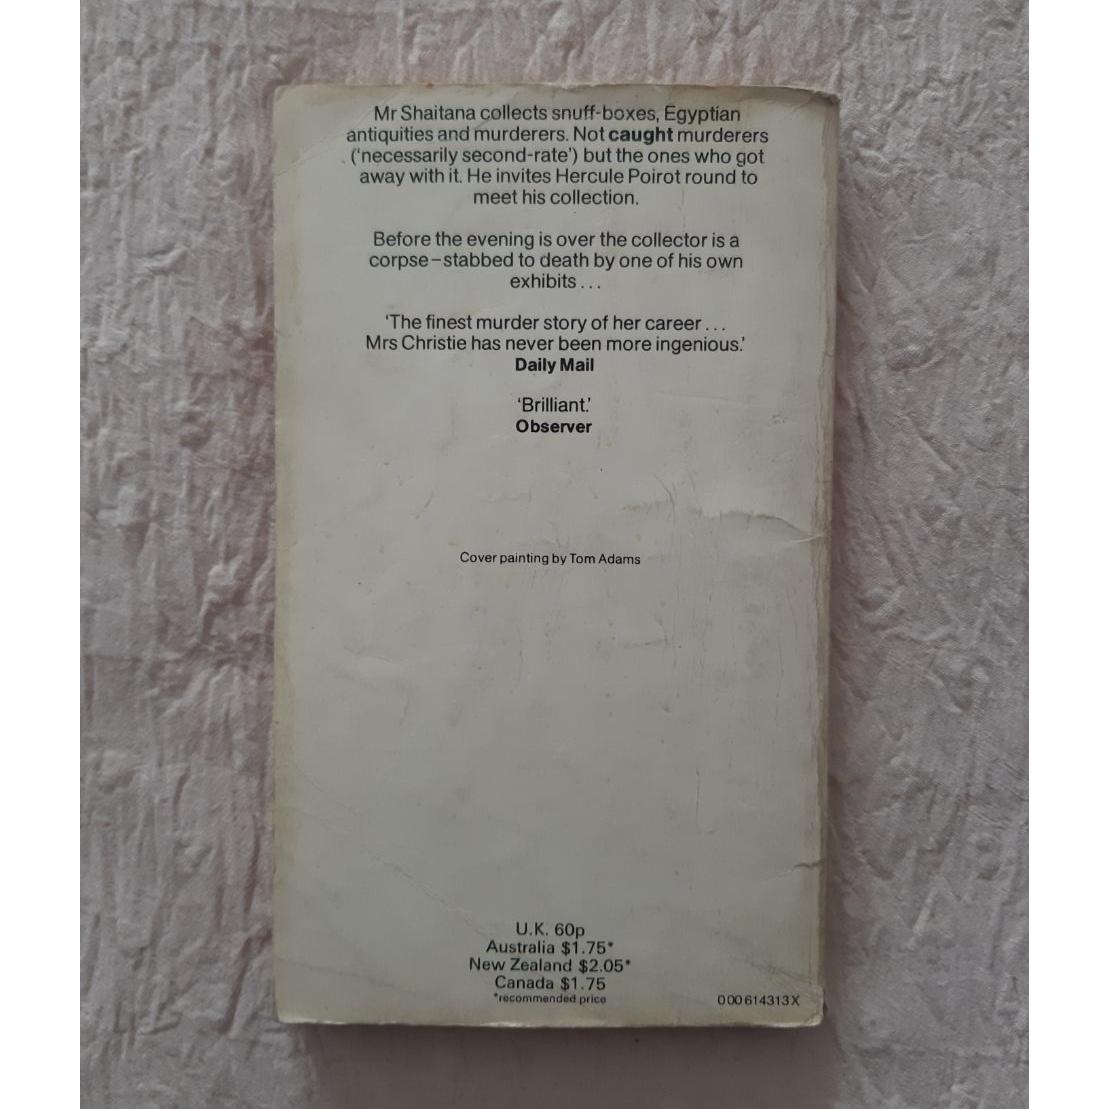 Mr Shaitana collects snuff-boxes, Egyptian
antiquities and murderers. Not caught murderers
('necessarily second-rate') but the ones who got
away with it. He invites Hercule Poirot round to
meet his collection.
Before the evening is over the collector is a
corpse–stabbed to death by one of his own
exhibits...
'The finest murder story of her career...
Mrs Christie has never been more ingenious.'
Daily Mail
'Brilliant.'
Observer
Cover painting by Tom Adams
U.K. 60p
Australia $1.75*
New Zealand $2.05*
Canada $1.75
*recommended price
000614313X